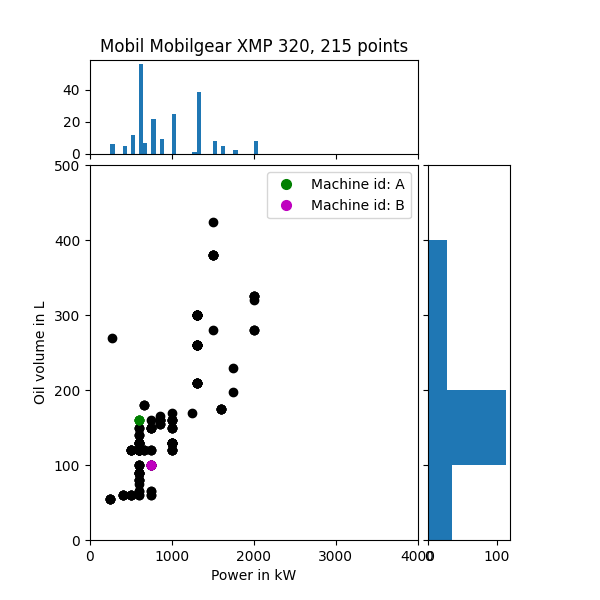 Mobil Mobilgear XMP 320, 215 points
40
20
0
500
400
300
200
100
0
Oil volume in L
Machine id: A
Machine id: B
0 1000 2000 3000 4000
0 100
Power in kW